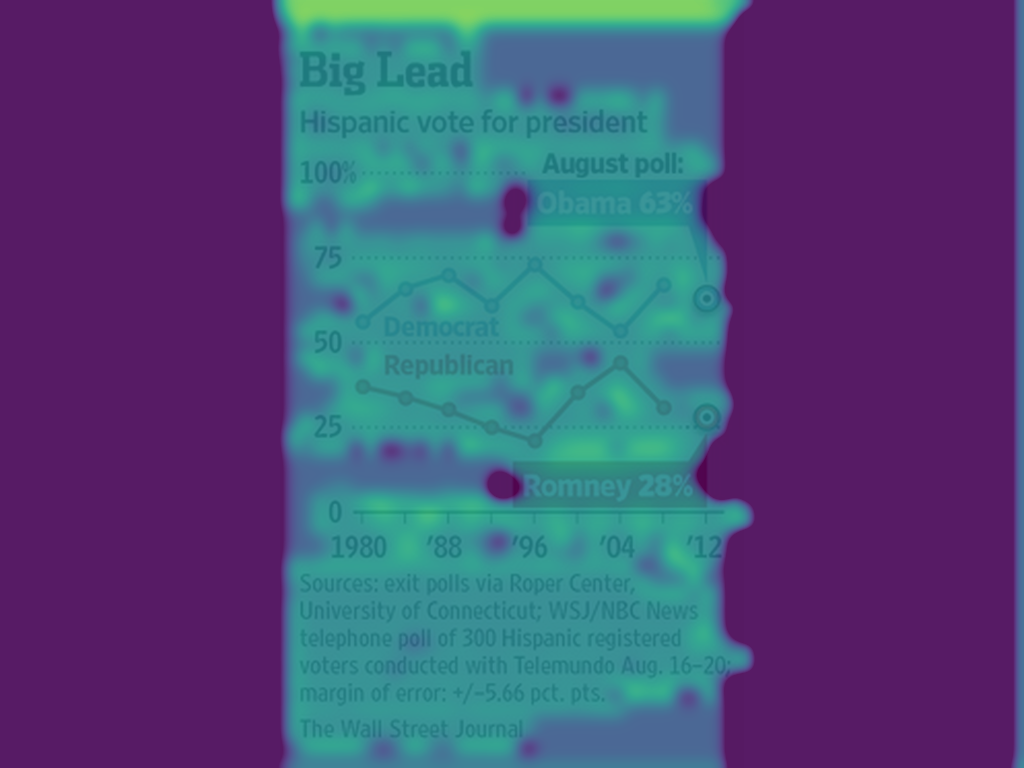 Big Lead
Hispanic vote for president
August poll:
100%
Obama 63%
75
Democrat
50
Republican
25
Romney 28%
0
1980 '88 '96 '04 '12
Sources: exit polls via Roper Center,
University of Connecticut; WSJ/NBC News
telephone poll of 300 Hispanic registered
voters conducted with Telemundo Aug. 16–20;
margin of error: +/–5.66 pct. pts.
The Wall Street Journal